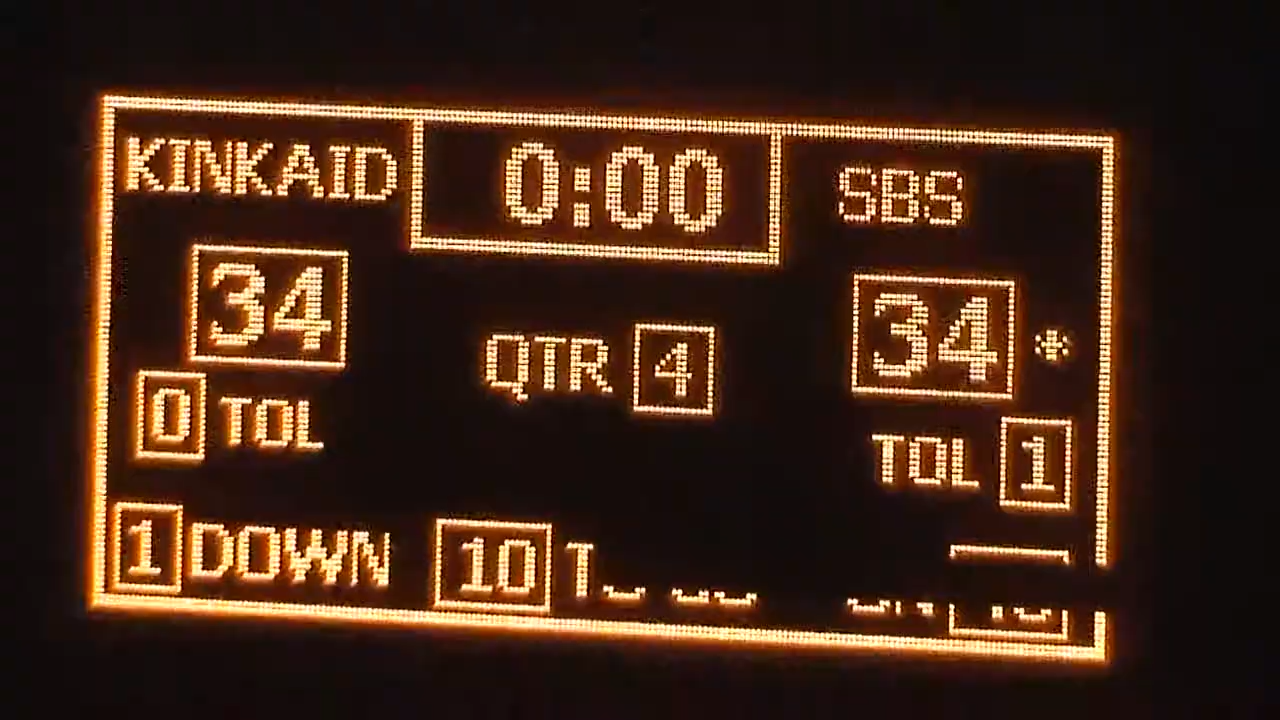 KINKAID 0:00 SBS
34 34 *
QTR 4
0 TOL
TOL 1
1 DOWN 10